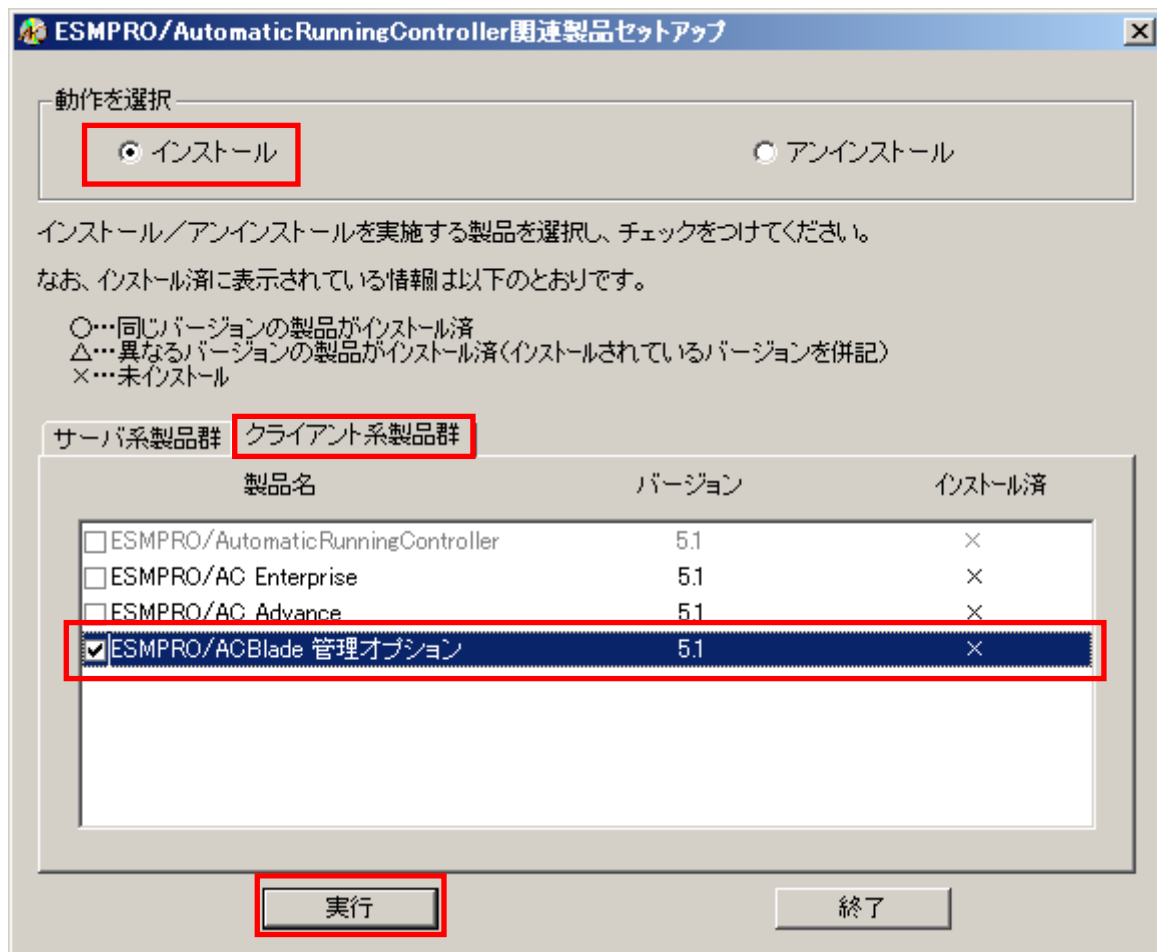 ESMPRO/AutomaticRunningController関連製品セットアップ
動作を選択
インストール
アンインストール
インストール／アンインストールを実施する製品を選択し、チェックをつけてください。
なお、インストール済に表示されている情報は以下のとおりです。
○…同じバージョンの製品がインストール済
△…異なるバージョンの製品がインストール済(インストールされているバージョンを併記)
×…未インストール
サーバ系製品群 クライアント系製品群
製品名 バージョン インストール済
ESMPRO/AutomaticRunningController 5.1 ×
ESMPRO/AC Enterprise 5.1 ×
ESMPRO/AC Advance 5.1 ×
ESMPRO/ACBlade 管理オプション 5.1 ×
実行 終了